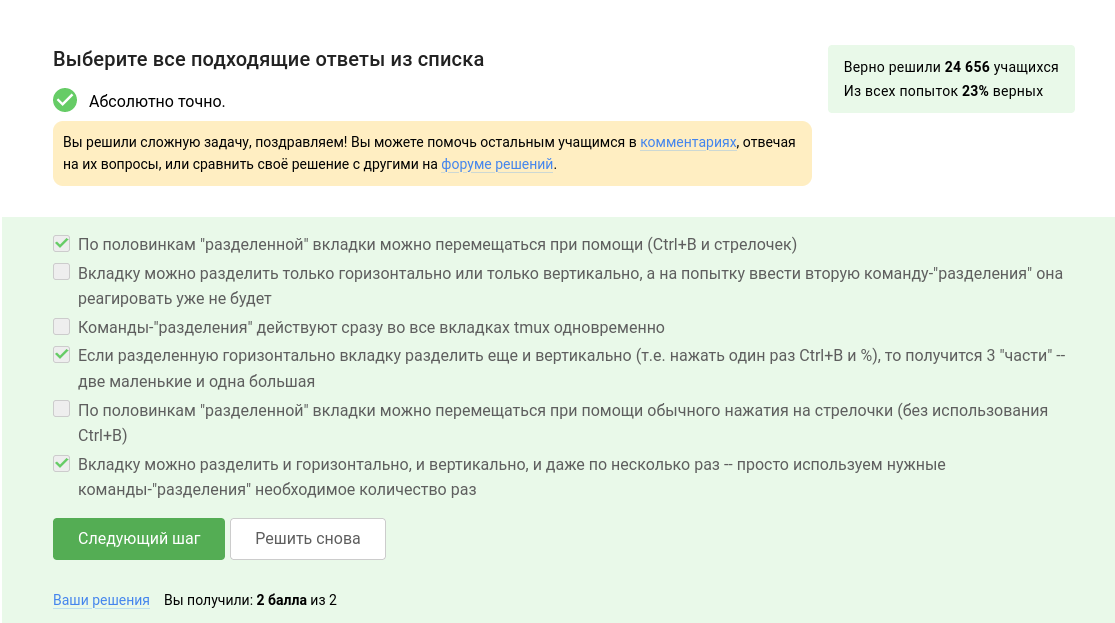 Выберите все подходящие ответы из списка
Верно решили 24 656 учащихся
Из всех попыток 23% верных
Абсолютно точно.
Вы решили сложную задачу, поздравляем! Вы можете помочь остальным учащимся в комментариях, отвечая
на их вопросы, или сравнить своё решение с другими на форуме решений.
По половинкам "разделенной" вкладки можно перемещаться при помощи (Ctrl+B и стрелочек)
Вкладку можно разделить только горизонтально или только вертикально, а на попытку ввести вторую команду-"разделения" она
реагировать уже не будет
Команды-"разделения" действуют сразу во все вкладках tmux одновременно
Если разделенную горизонтально вкладку разделить еще и вертикально (т.е. нажать один раз Ctrl+B и %), то получится 3 "части" --
две маленькие и одна большая
По половинкам "разделенной" вкладки можно перемещаться при помощи обычного нажатия на стрелочки (без использования
Ctrl+B)
Вкладку можно разделить и горизонтально, и вертикально, и даже по несколько раз -- просто используем нужные
команды-"разделения" необходимое количество раз
Следующий шаг
Решить снова
Ваши решения Вы получили: 2 балла из 2